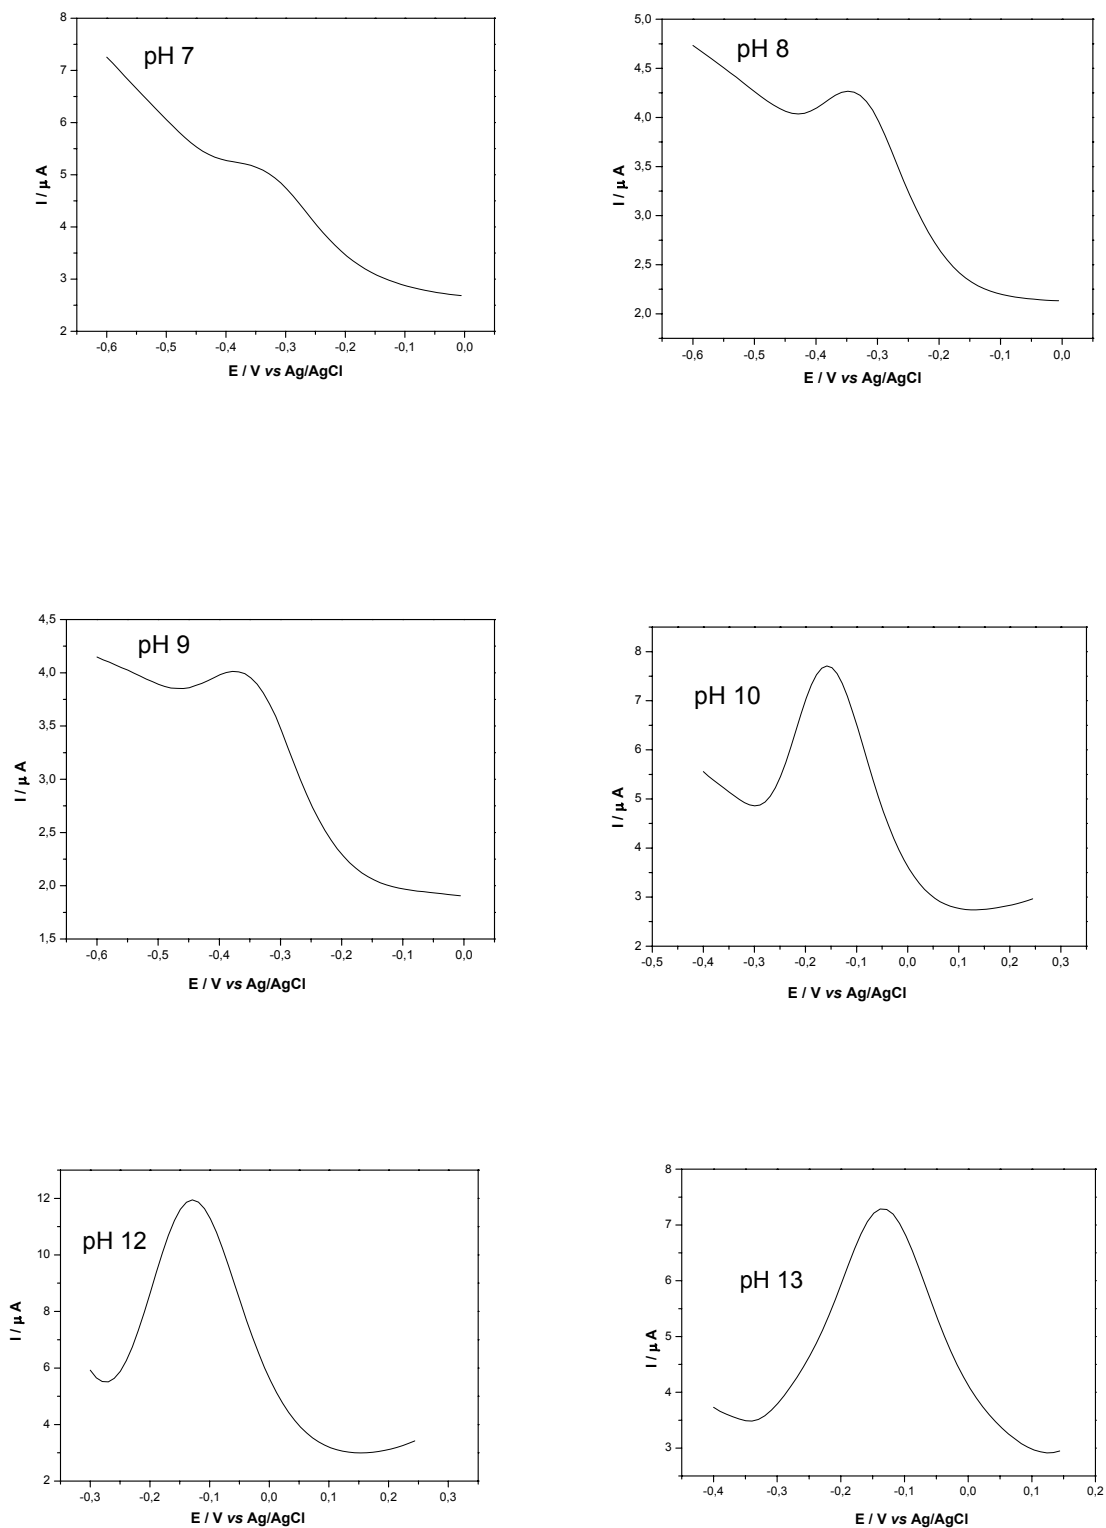 pH 7
8
7
6
5
4
3
2
I / μ A
-0,6 -0,5 -0,4 -0,3 -0,2 -0,1 0,0
E / V vs Ag/AgCl
pH 8
5,0
4,5
4,0
3,5
3,0
2,5
2,0
I / μ A
-0,6 -0,5 -0,4 -0,3 -0,2 -0,1 0,0
E / V vs Ag/AgCl
pH 9
4,5
4,0
3,5
3,0
2,5
2,0
1,5
I / μ A
-0,6 -0,5 -0,4 -0,3 -0,2 -0,1 0,0
E / V vs Ag/AgCl
pH 10
8
7
6
5
4
3
2
I / μ A
-0,5 -0,4 -0,3 -0,2 -0,1 0,0 0,1 0,2 0,3
E / V vs Ag/AgCl
pH 12
12
10
8
6
4
2
I / μ A
-0,3 -0,2 -0,1 0,0 0,1 0,2 0,3
E / V vs Ag/AgCl
pH 13
8
7
6
5
4
3
I / μ A
-0,4 -0,3 -0,2 -0,1 0,0 0,1 0,2
E / V vs Ag/AgCl